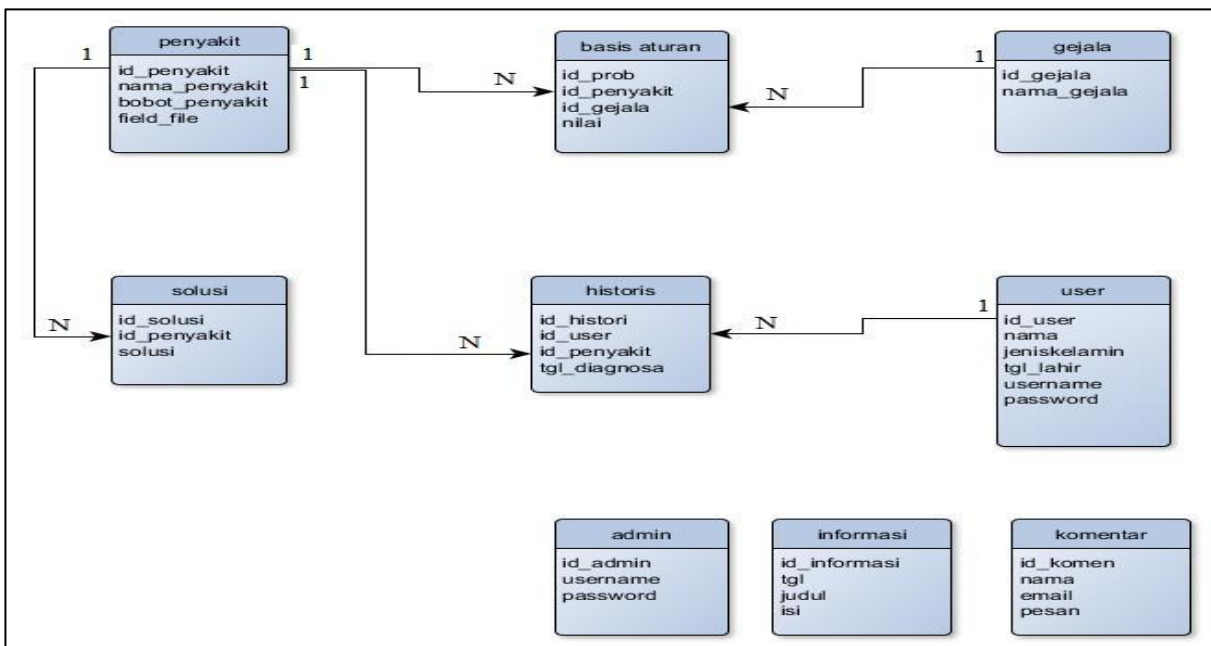 penyakit
id_penyakit
nama_penyakit
bobot_penyakit
field_file
1
1
1
basis aturan
id_prob
id_penyakit
id_gejala
nilai
N
N
gejala
id_gejala
nama_gejala
1
solusi
id_solusi
id_penyakit
solusi
N
historis
id_histori
id_user
id_penyakit
tgl_diagnosa
N
N
user
id_user
nama
jeniskelamin
tgl_lahir
username
password
1
admin
id_admin
username
password
informasi
id_informasi
tgl
judul
isi
komentar
id_komen
nama
email
pesan